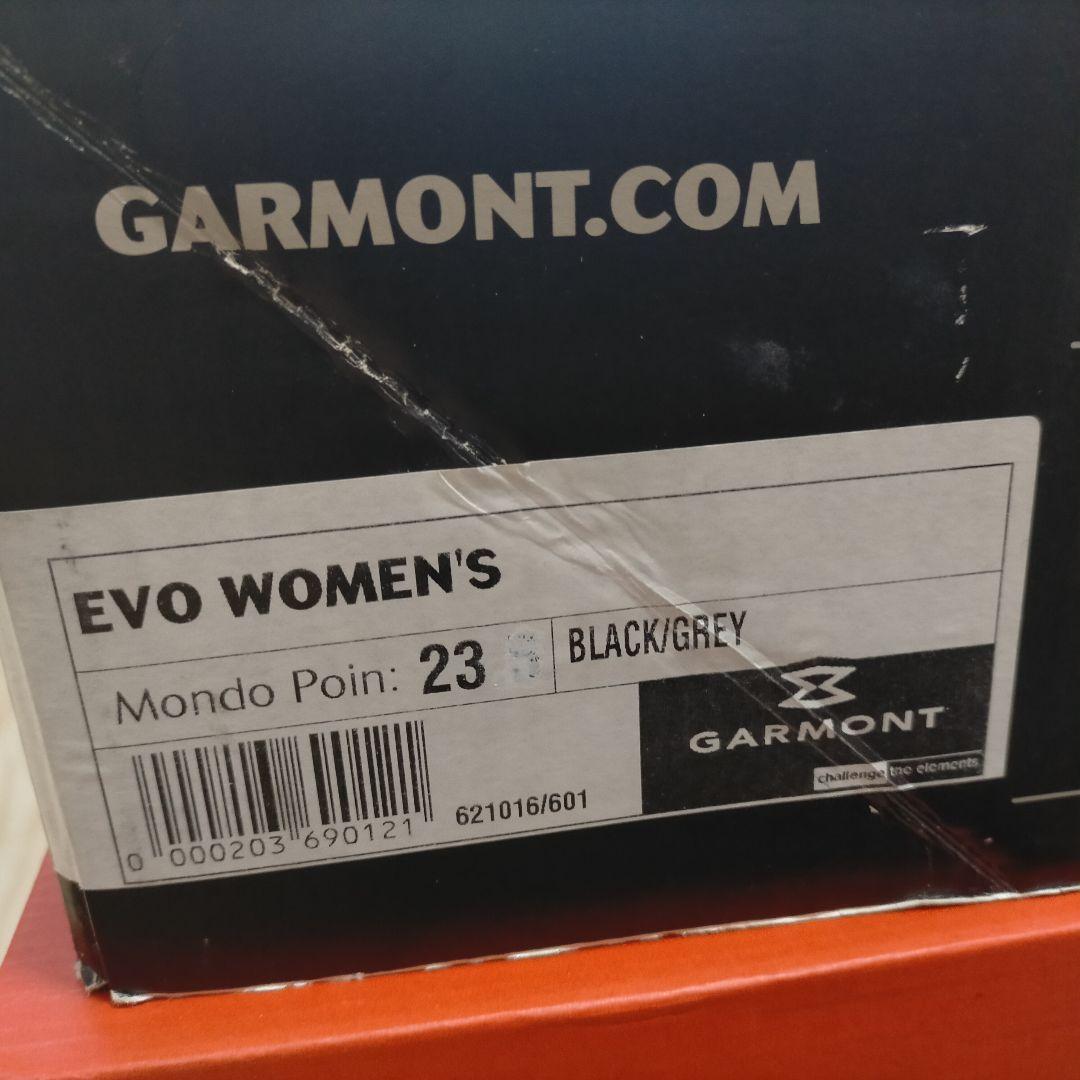 GARMONT.COM
EVO WOMEN'S
Mondo Poin: 23
BLACK/GREY
GARMONT
challenge the elements
0 000203 690121
621016/601